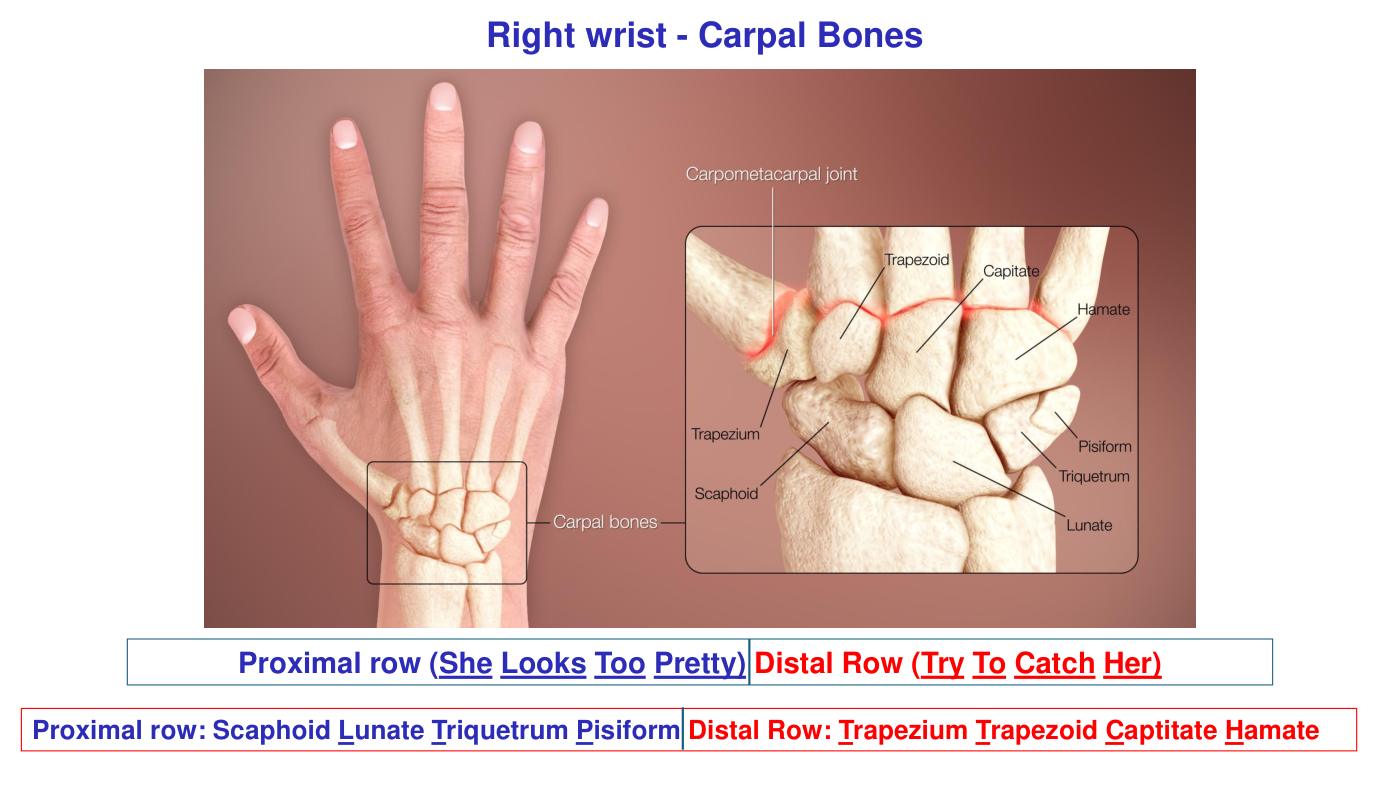 Right wrist - Carpal Bones
Carpometacarpal joint
Trapezoid
Capitate
Hamate
Trapezium
Pisiform
Triquetrum
Scaphoid
Lunate
Carpal bones
Proximal row (She Looks Too Pretty) Distal Row (Try To Catch Her)
Proximal row: Scaphoid Lunate Triquetrum Pisiform Distal Row: Trapezium Trapezoid Captitate Hamate